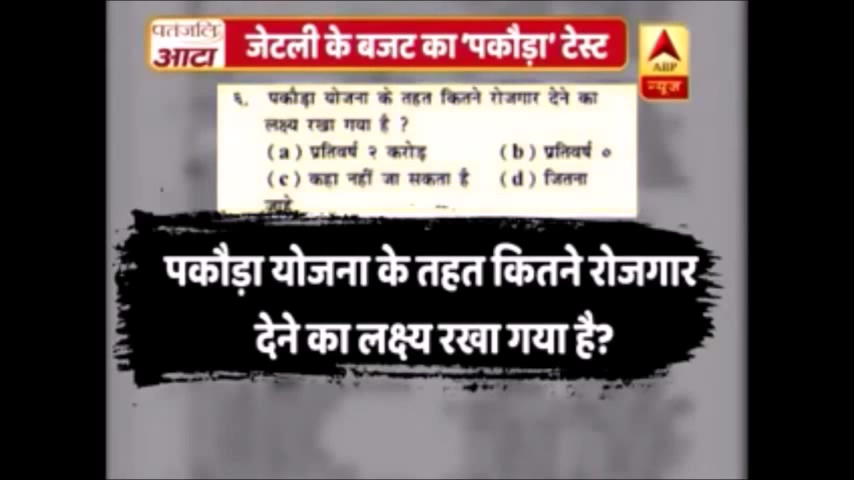 पतंजलि
आटा
जेटली के बजट का 'पकौड़ा' टेस्ट
ABP
न्यूज़
६. पकौड़ा योजना के तहत कितने रोजगार देने का
लक्ष्य रखा गया है ?
(a) प्रतिवर्ष २ करोड़ (b) प्रतिवर्ष ०
(c) कहा नहीं जा सकता है (d) जितना
चाहे
पकौड़ा योजना के तहत कितने रोजगार
देने का लक्ष्य रखा गया है?